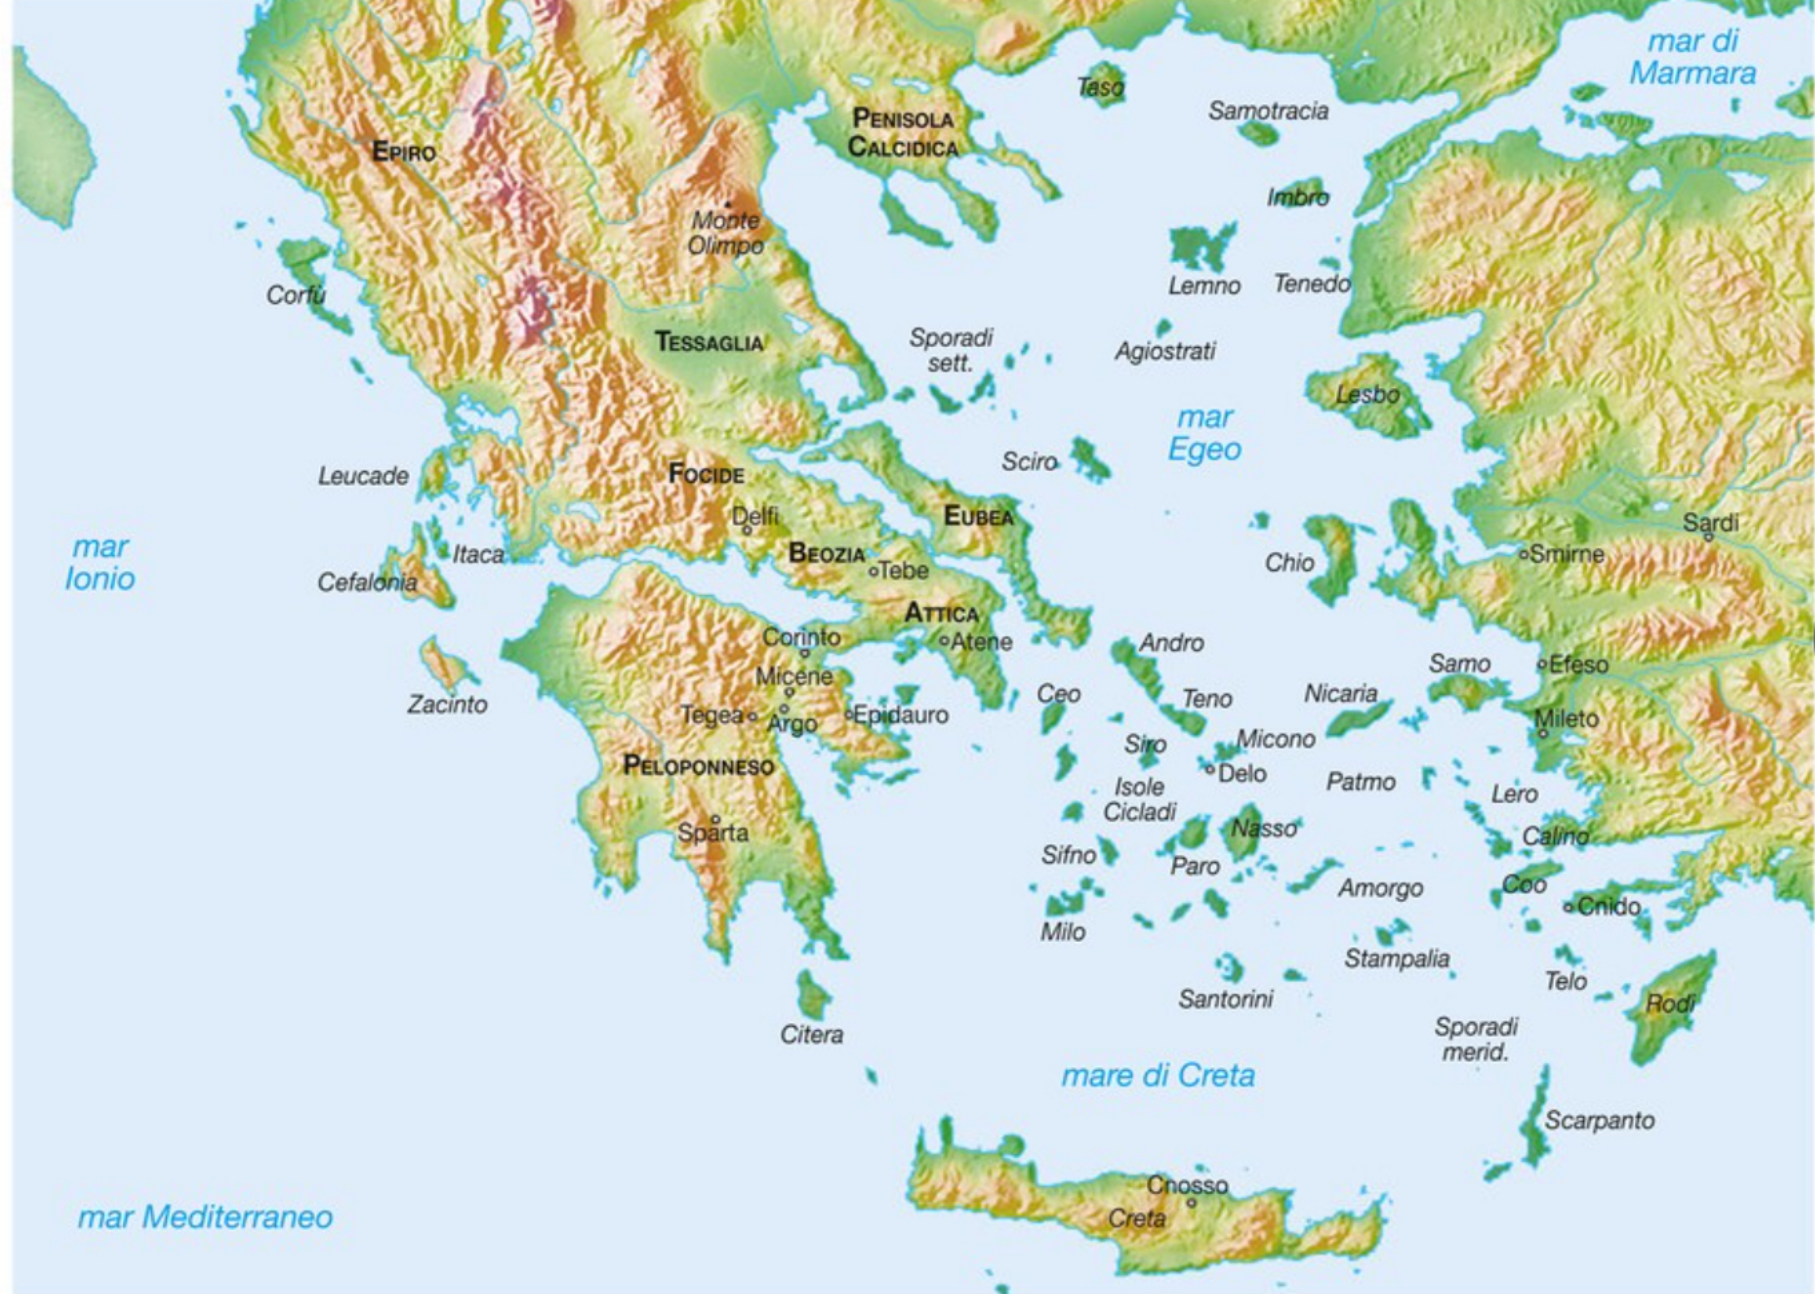 mar di
Marmara
Taso
Samotracia
PENISOLA
CALCIDICA
EPIRO
Imbro
Monte
Olimpo
Corfù
Lemno
Tenedo
TESSAGLIA
Sporadi
sett.
Agiostrati
Lesbo
mar
Egeo
Sciro
Leucade
FOCIDE
Delfi
EUBEA
Sardi
mar
Ionio
Itaca
BEOZIA
Tebe
Chio
Smirne
Cefalonia
ATTICA
Corinto
Atene
Andro
Micene
Samo
Efeso
Zacinto
Ceo
Teno
Nicaria
Tegea
Argo
Epidauro
Mileto
Siro
Micono
PELOPONNESO
Delo
Isole
Cicladi
Patmo
Lero
Sparta
Nasso
Calino
Sifno
Paro
Amorgo
Coo
Cnido
Milo
Stampalia
Telo
Santorini
Rodi
Citera
Sporadi
merid.
mare di Creta
Scarpanto
Cnosso
Creta
mar Mediterraneo